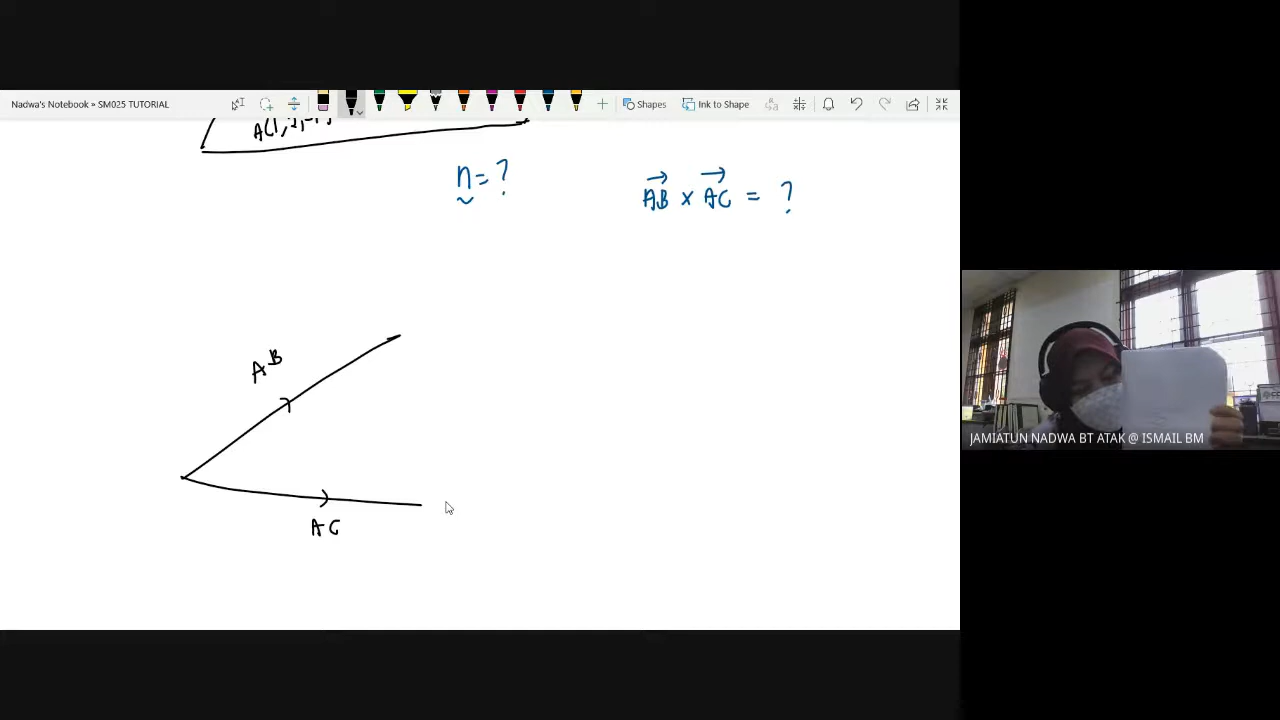 Nadwa's Notebook » SM025 TUTORIAL
Shapes
Ink to Shape
n = ?
AB × AC = ?
AB
AC
JAMIATUN NADWA BT ATAK @ ISMAIL BM